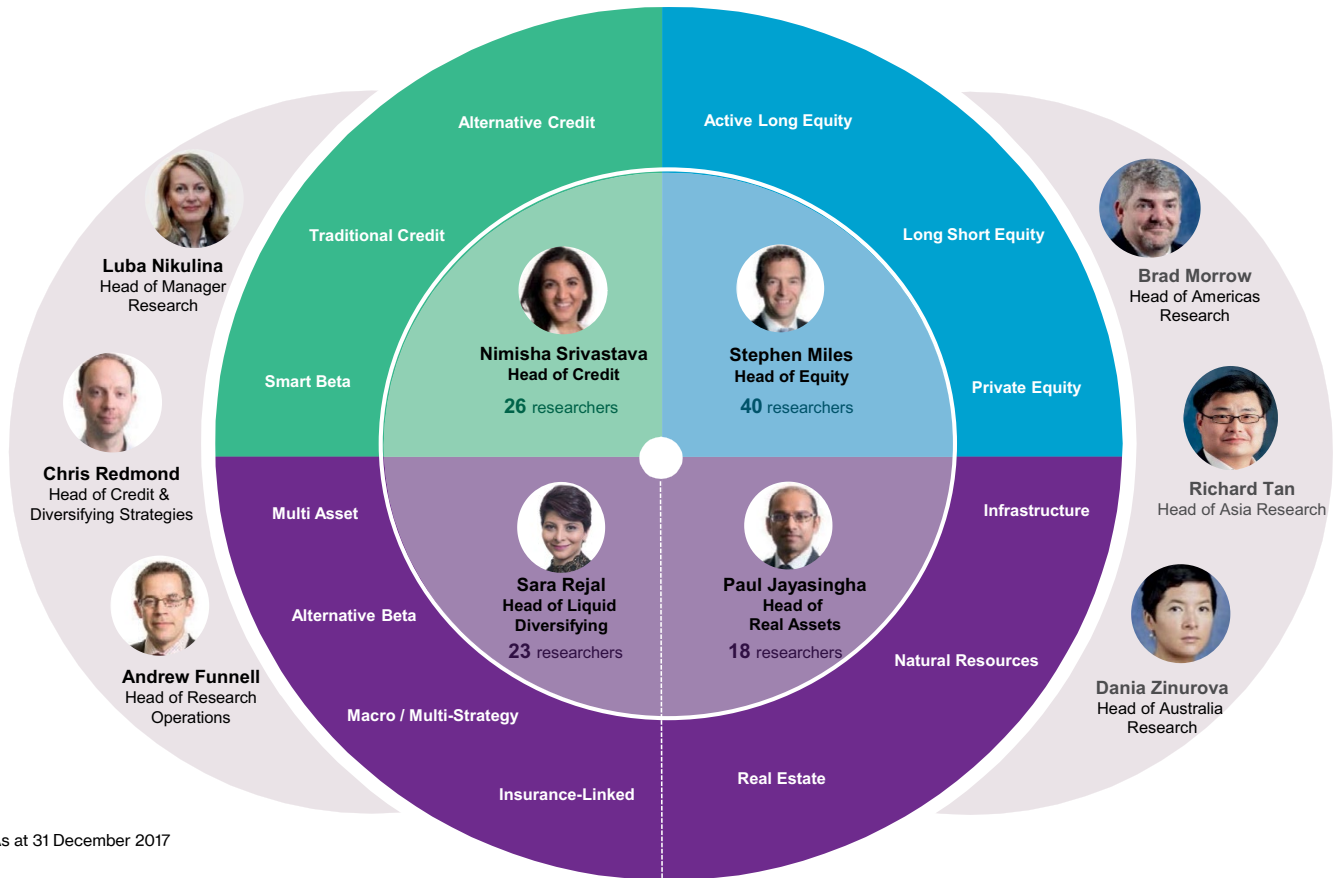 Alternative Credit
Active Long Equity
Traditional Credit
Long Short Equity
Smart Beta
Private Equity
Luba Nikulina
Head of Manager
Research
Chris Redmond
Head of Credit &
Diversifying Strategies
Andrew Funnell
Head of Research
Operations
Nimisha Srivastava
Head of Credit
26 researchers
Stephen Miles
Head of Equity
40 researchers
Sara Rejal
Head of Liquid
Diversifying
23 researchers
Paul Jayasingha
Head of
Real Assets
18 researchers
Brad Morrow
Head of Americas
Research
Richard Tan
Head of Asia Research
Dania Zinurova
Head of Australia
Research
Multi Asset
Infrastructure
Alternative Beta
Natural Resources
Macro / Multi-Strategy
Real Estate
Insurance-Linked
s at 31 December 2017